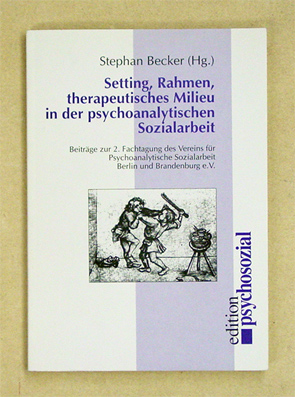 Stephan Becker (Hg.)
Setting, Rahmen,
therapeutisches Milieu
in der psychoanalytischen
Sozialarbeit
Beiträge zur 2. Fachtagung des Vereins für
Psychoanalytische Sozialarbeit
Berlin und Brandenburg e.V.
edition
psychosozial